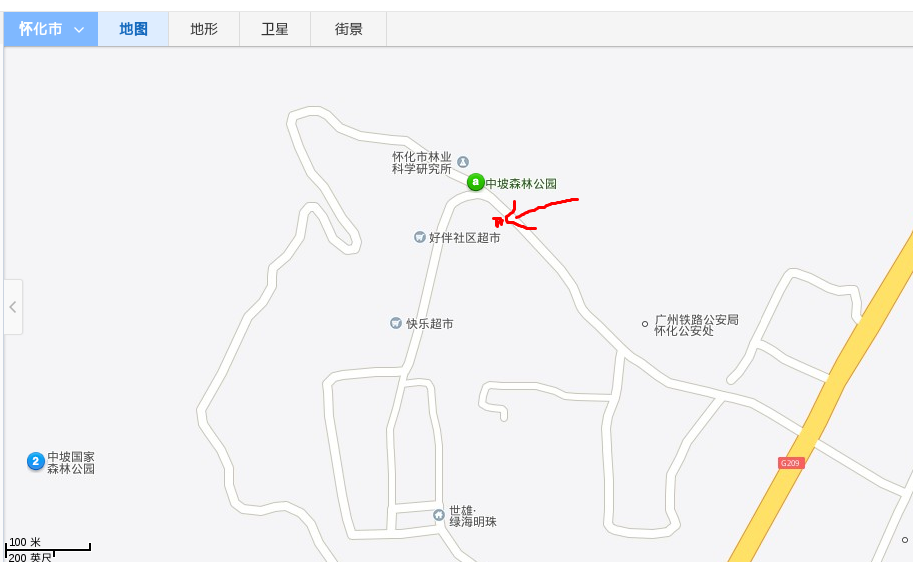 怀化市
地图
地形
卫星
街景
怀化市林业
科学研究所
a
中坡森林公园
好伴社区超市
快乐超市
广州铁路公安局
怀化公安处
2
中坡国家
森林公园
G209
世雄·
绿海明珠
100 米
200 英尺